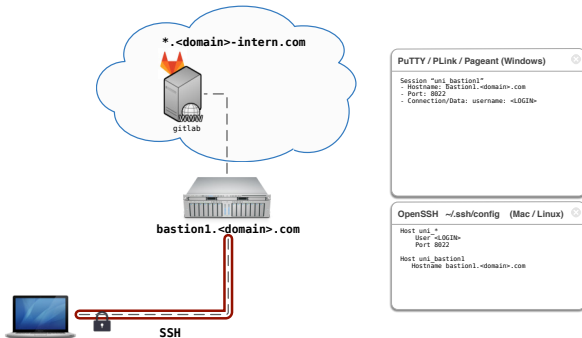 *.<domain>-intern.com
WWW
gitlab
bastion1.<domain>.com
SSH
PuTTY / PLink / Pageant (Windows)
Session "uni_bastion1"
- Hostname: Bastion1.<domain>.com
- Port: 8022
- Connection/Data: username: <LOGIN>
OpenSSH ~/.ssh/config (Mac / Linux)
Host uni_*
User <LOGIN>
Port 8022
Host uni_bastion1
Hostname bastion1.<domain>.com